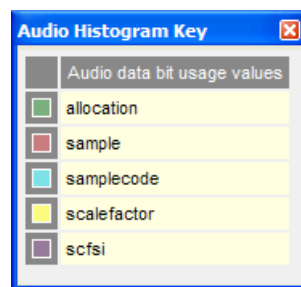 Audio Histogram Key
Audio data bit usage values
allocation
sample
samplecode
scalefactor
scfsi